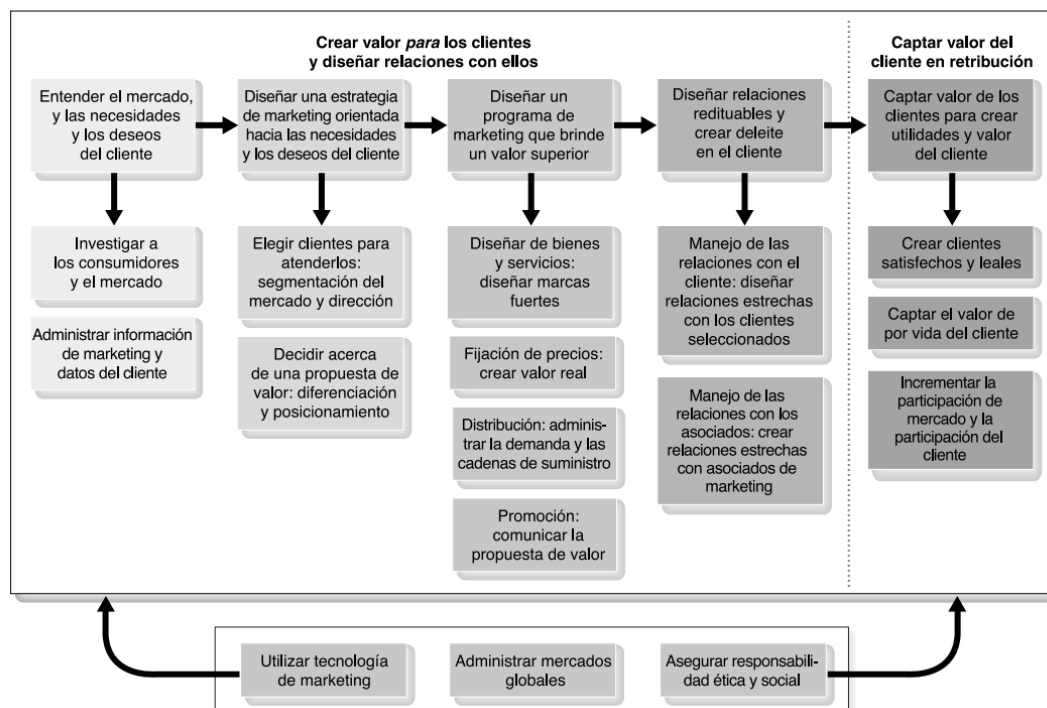 Crear valor para los clientes
y diseñar relaciones con ellos
Captar valor del
cliente en retribución
Entender el mercado,
y las necesidades
y los deseos
del cliente
Diseñar una estrategia
de marketing orientada
hacia las necesidades
y los deseos del cliente
Diseñar un
programa de
marketing que brinde
un valor superior
Diseñar relaciones
redituables y
crear deleite
en el cliente
Captar valor de los
clientes para crear
utilidades y valor
del cliente
Investigar a
los consumidores
y el mercado
Administrar información
de marketing y
datos del cliente
Elegir clientes para
atenderlos:
segmentación del
mercado y dirección
Decidir acerca
de una propuesta de
valor: diferenciación
y posicionamiento
Diseñar de bienes
y servicios:
diseñar marcas
fuertes
Fijación de precios:
crear valor real
Distribución: adminis-
trar la demanda y las
cadenas de suministro
Promoción:
comunicar la
propuesta de valor
Manejo de las
relaciones con el
cliente: diseñar
relaciones estrechas
con los clientes
seleccionados
Manejo de las
relaciones con los
asociados: crear
relaciones estrechas
con asociados de
marketing
Crear clientes
satisfechos y leales
Captar el valor de
por vida del cliente
Incrementar la
participación de
mercado y la
participación del
cliente
Utilizar tecnología
de marketing
Administrar mercados
globales
Asegurar responsabili-
dad ética y social